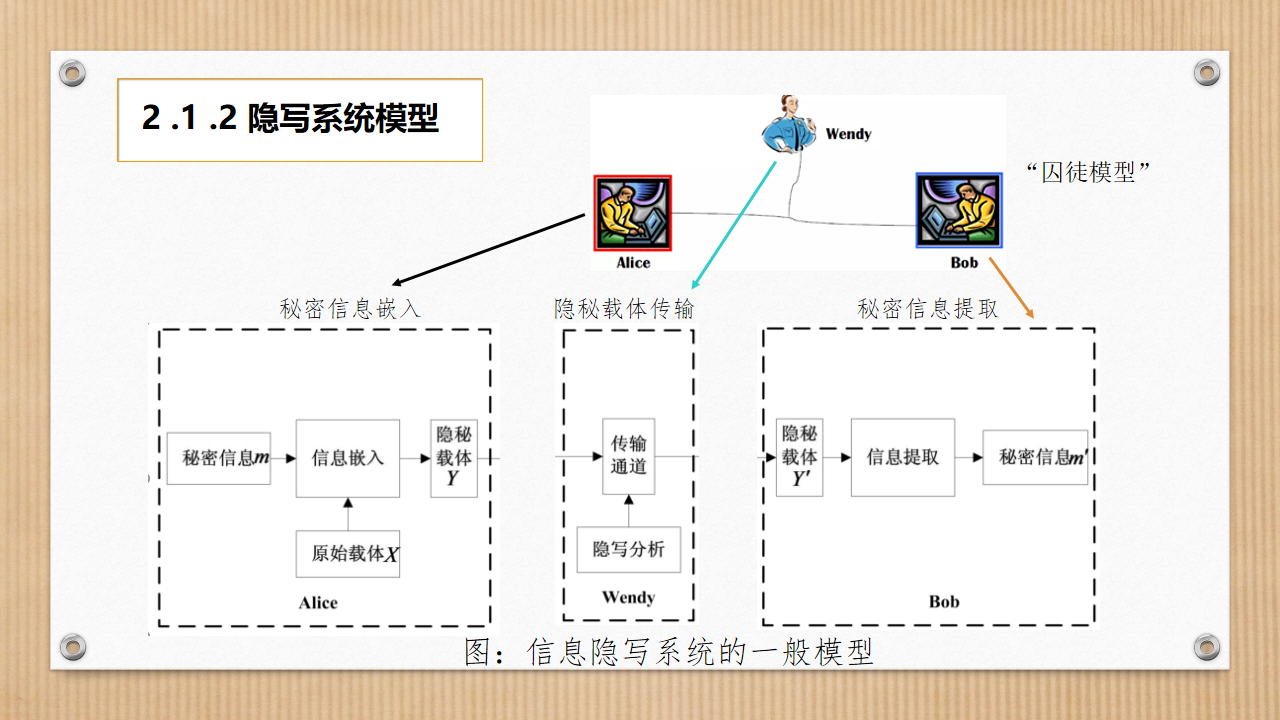 2 .1 .2 隐写系统模型
Wendy
“囚徒模型”
Alice
Bob
秘密信息嵌入
隐秘载体传输
秘密信息提取
秘密信息m
信息嵌入
隐秘
载体
Y
原始载体X
Alice
传输
通道
隐写分析
Wendy
隐秘
载体
Y′
信息提取
秘密信息m′
Bob
图：信息隐写系统的一般模型